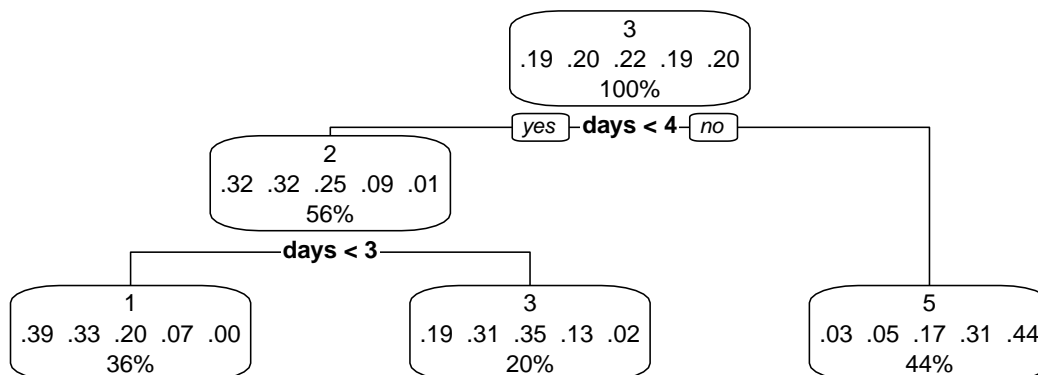 3
.19 .20 .22 .19 .20
100%
yes days < 4 no
2
.32 .32 .25 .09 .01
56%
days < 3
1
.39 .33 .20 .07 .00
36%
3
.19 .31 .35 .13 .02
20%
5
.03 .05 .17 .31 .44
44%